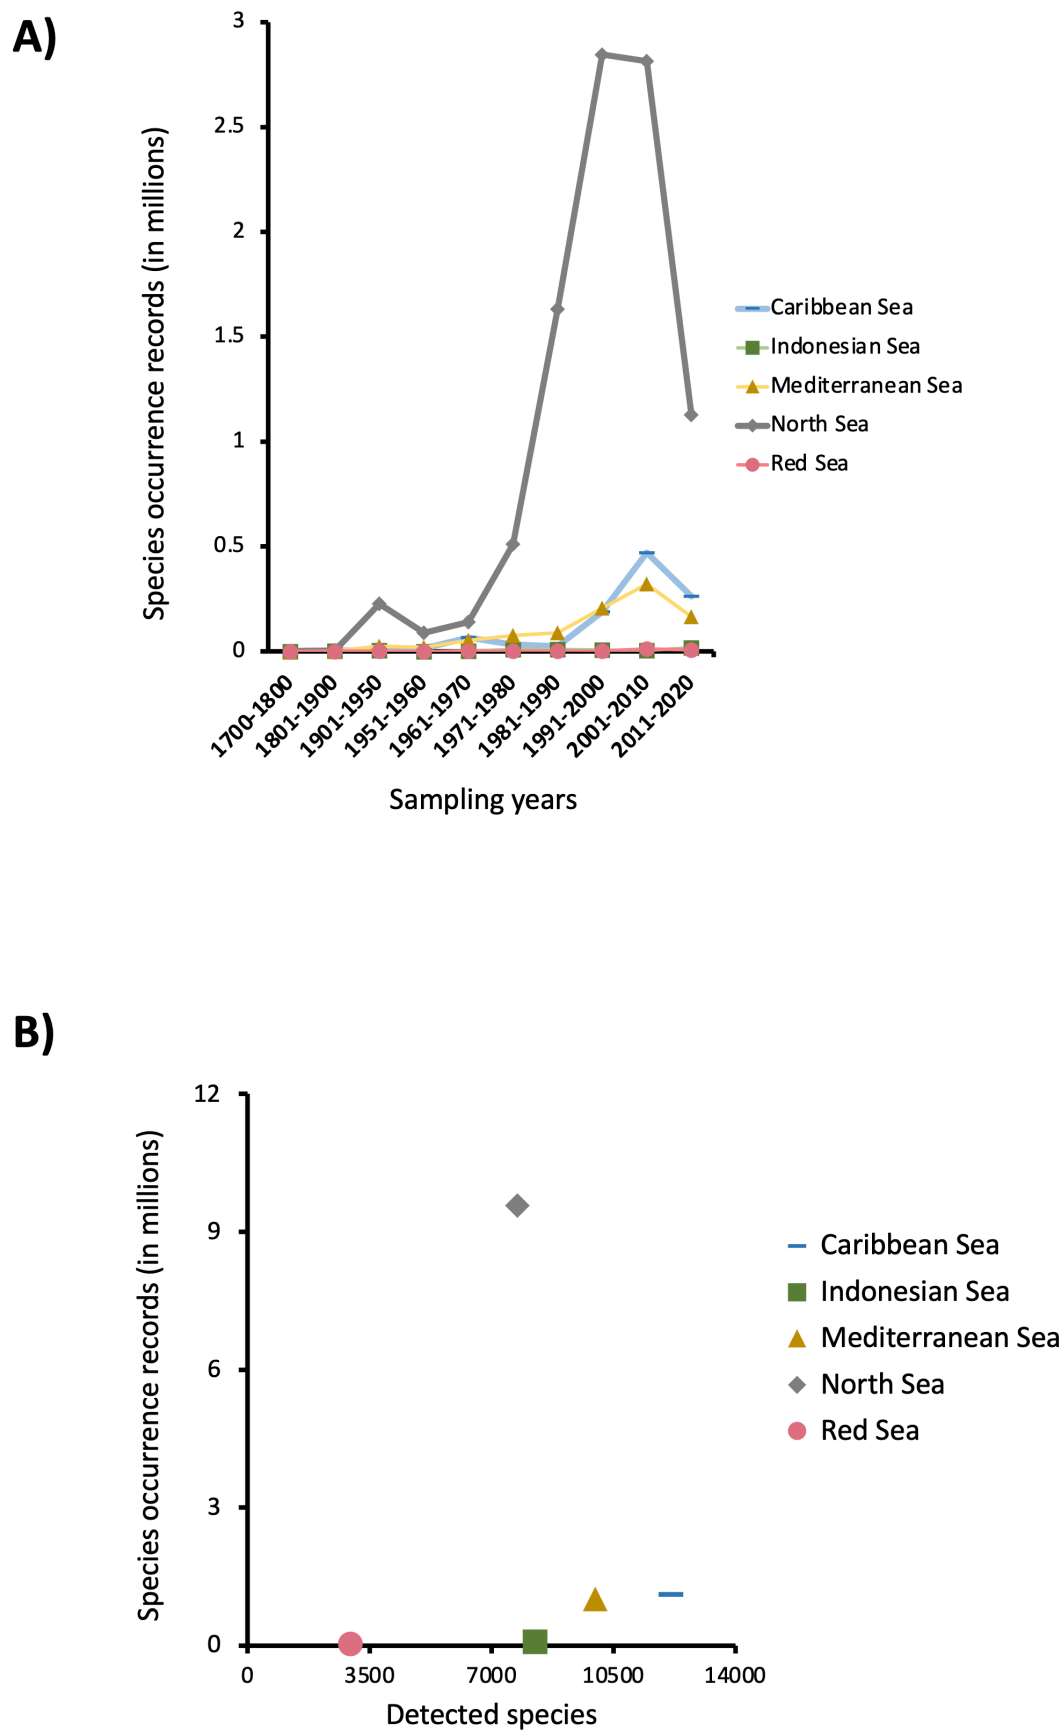 A)
Species occurrence records (in millions)
3
2.5
2
1.5
1
0.5
0
1700-1800
1801-1900
1901-1950
1951-1960
1961-1970
1971-1980
1981-1990
1991-2000
2001-2010
2011-2020
Sampling years
Caribbean Sea
Indonesian Sea
Mediterranean Sea
North Sea
Red Sea
B)
Species occurrence records (in millions)
12
9
6
3
0
0
3500
7000
10500
14000
Detected species
Caribbean Sea
Indonesian Sea
Mediterranean Sea
North Sea
Red Sea